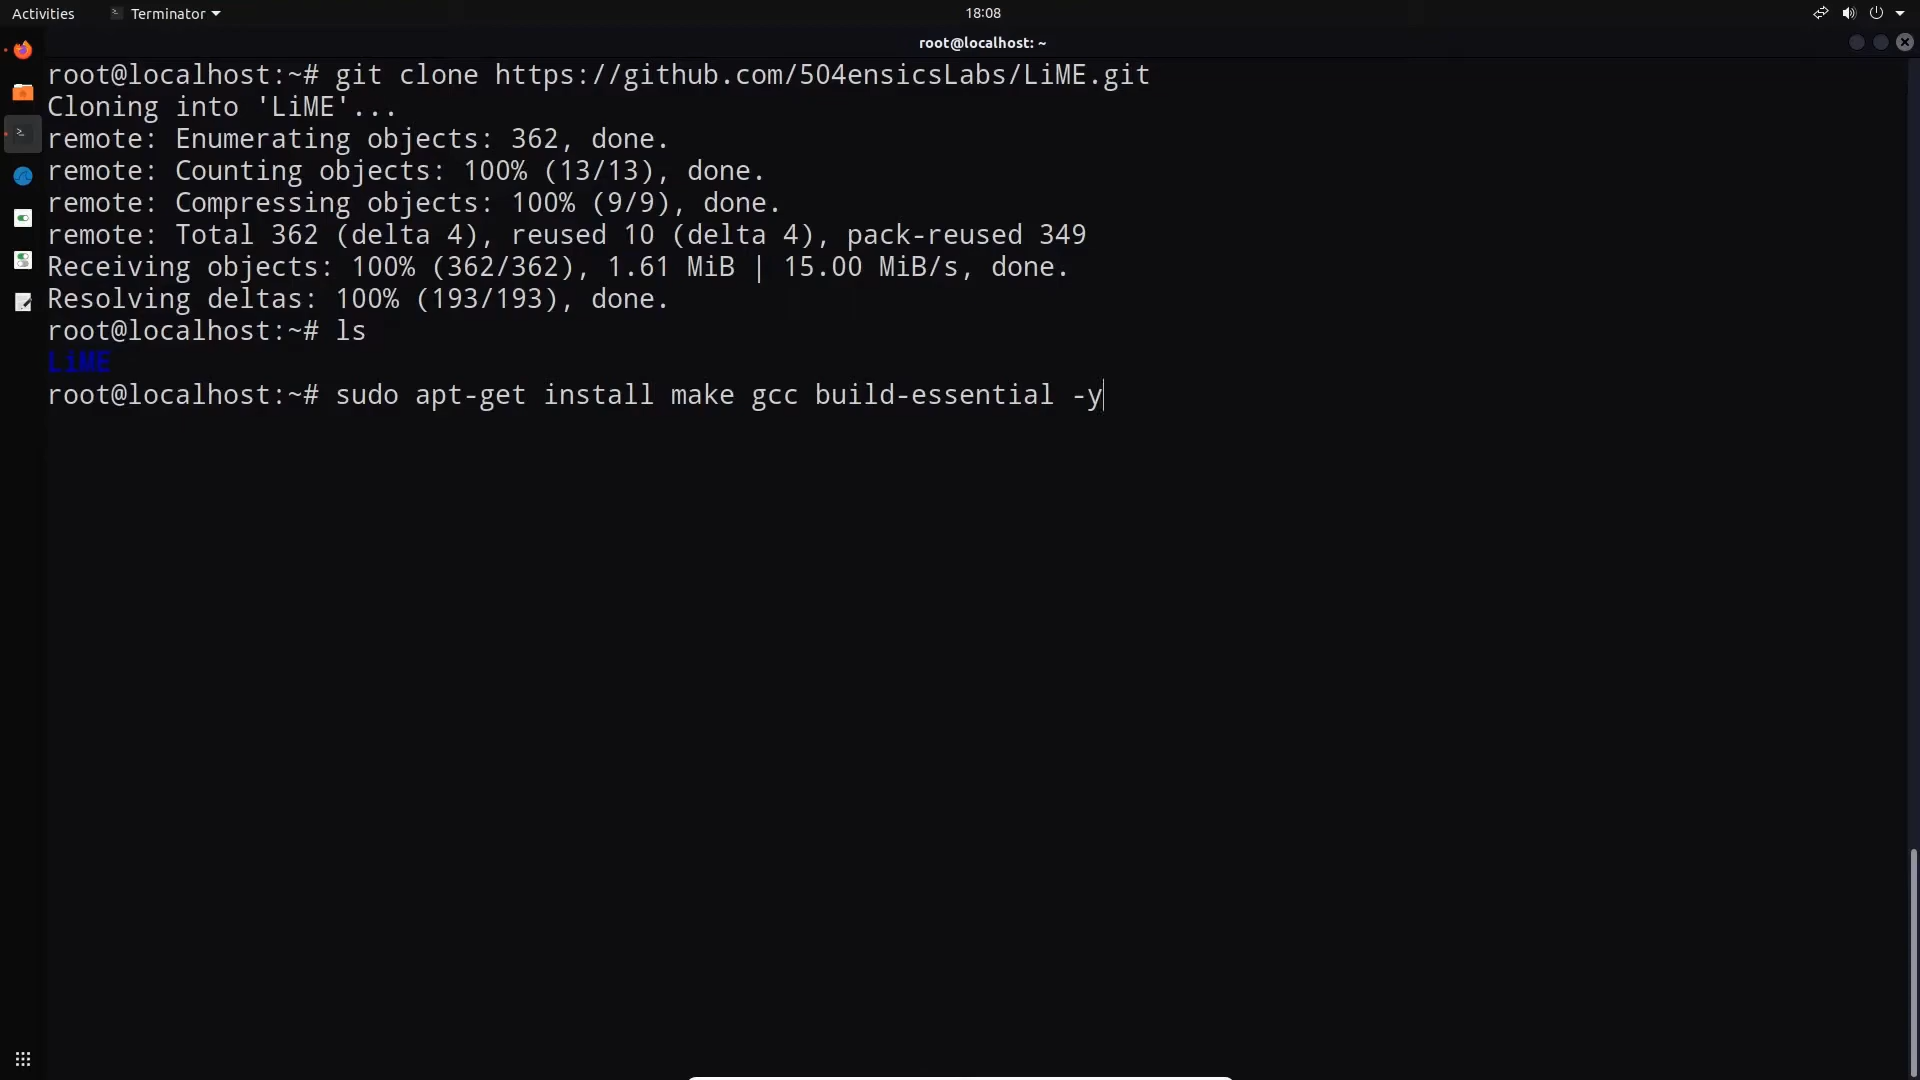 Activities Terminator 18:08
root@localhost: ~
root@localhost:~# git clone https://github.com/504ensicsLabs/LiME.git
Cloning into 'LiME'...
remote: Enumerating objects: 362, done.
remote: Counting objects: 100% (13/13), done.
remote: Compressing objects: 100% (9/9), done.
remote: Total 362 (delta 4), reused 10 (delta 4), pack-reused 349
Receiving objects: 100% (362/362), 1.61 MiB | 15.00 MiB/s, done.
Resolving deltas: 100% (193/193), done.
root@localhost:~# ls
LiME
root@localhost:~# sudo apt-get install make gcc build-essential -y